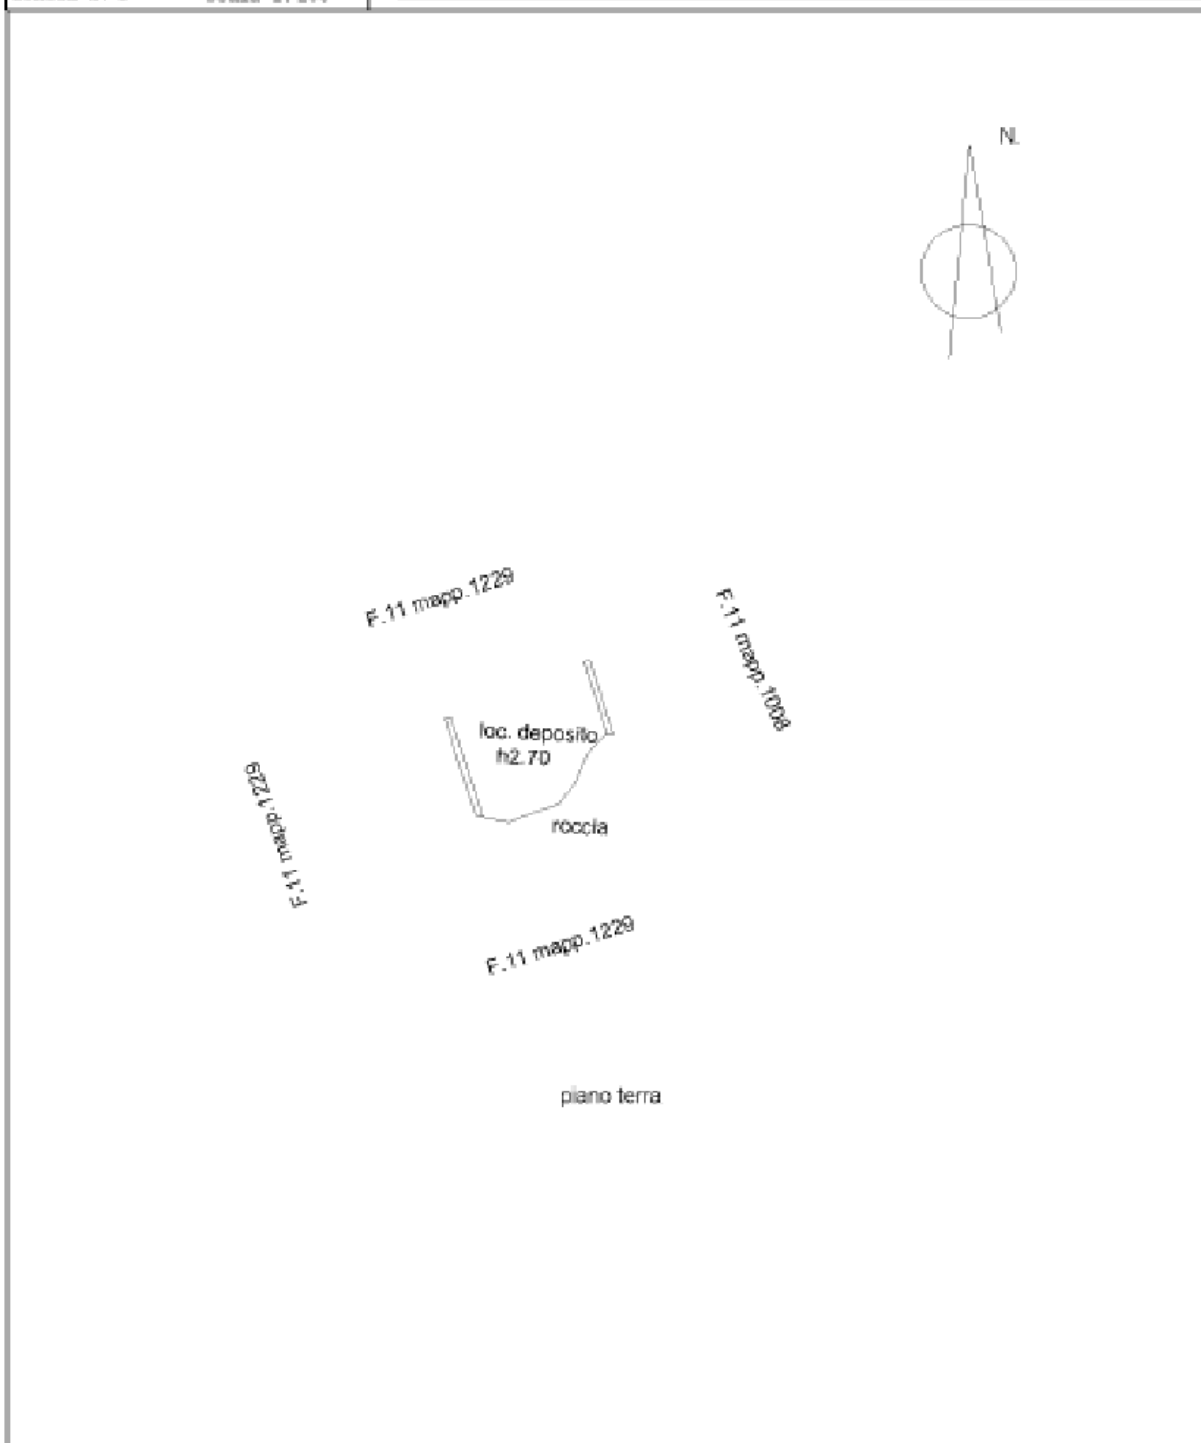 N.
F.11 mapp.1229
F.11 mapp.1008
loc. deposito
h2.70
F.11 mapp.1229
roccia
F.11 mapp.1229
piano terra